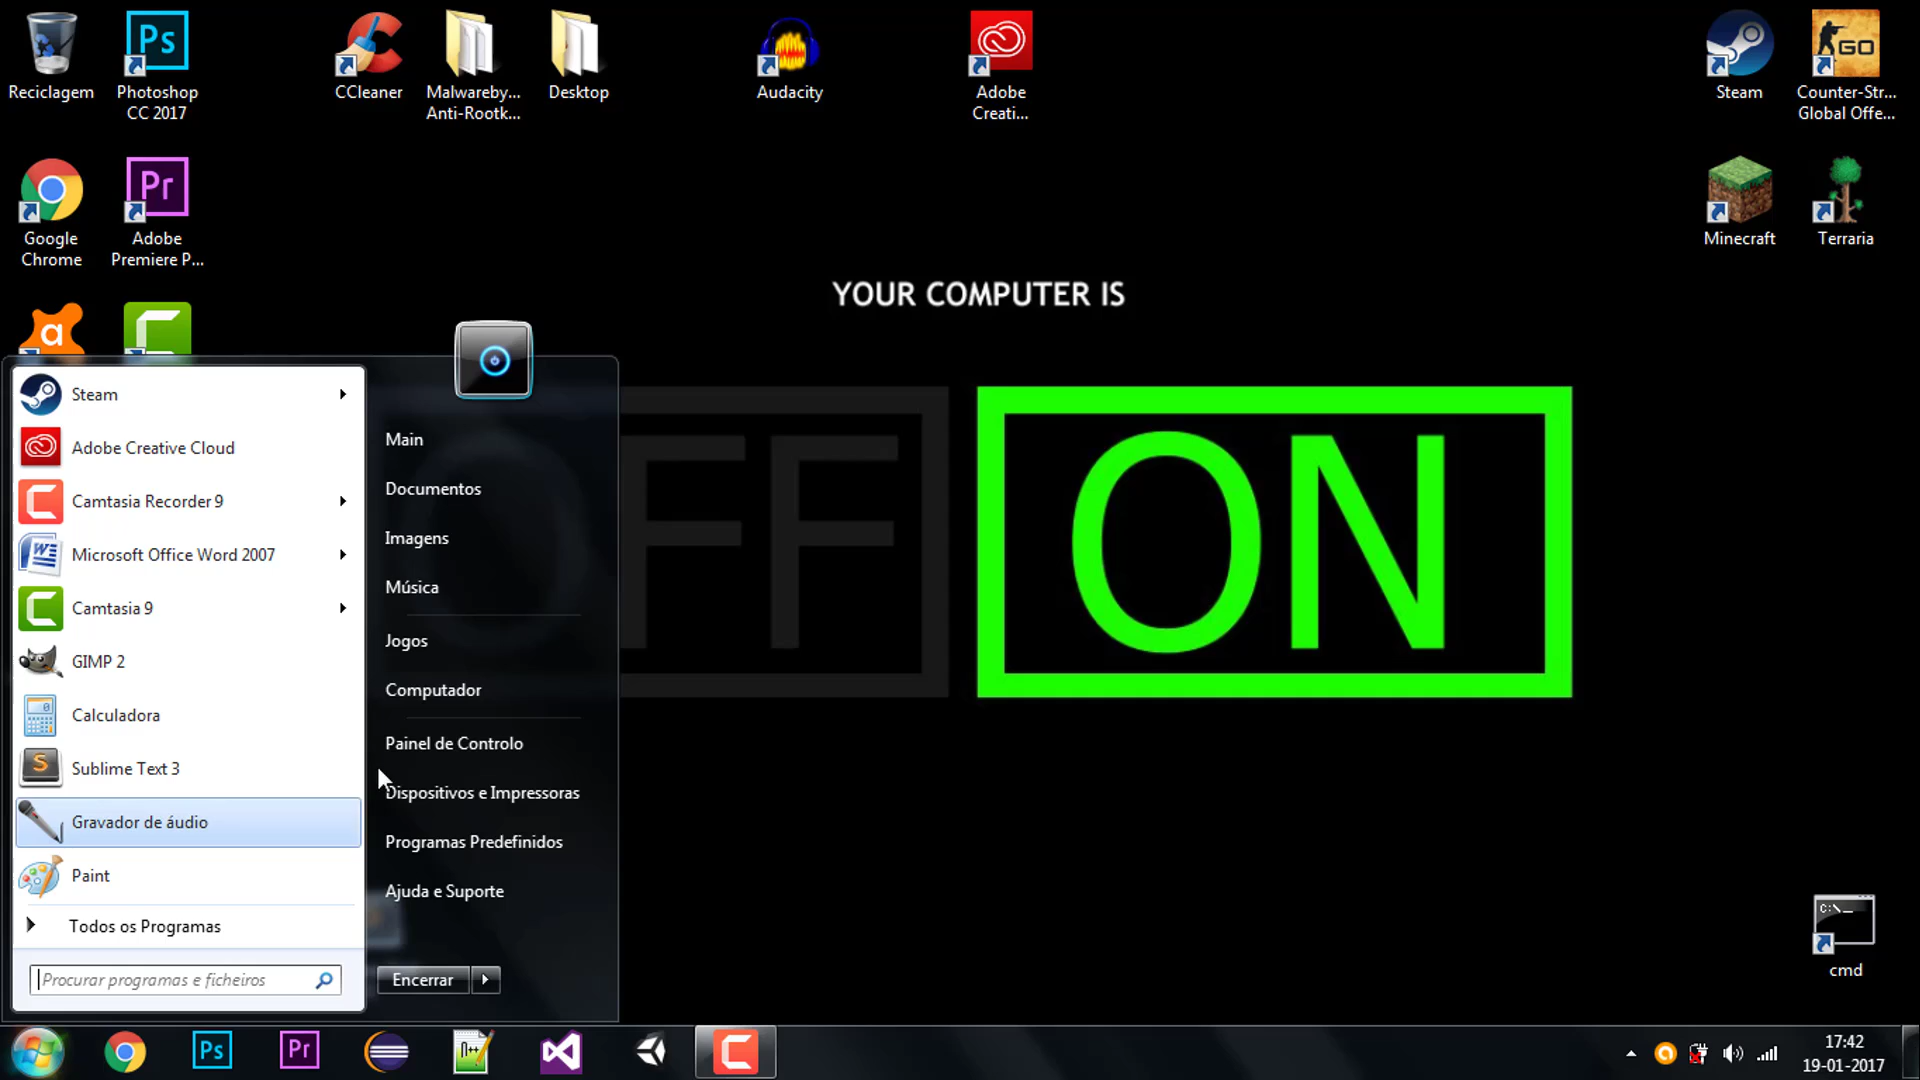 Reciclagem
Photoshop
CC 2017
CCleaner
Malwareby...
Anti-Rootk...
Desktop
Audacity
Adobe
Creati...
Steam
Counter-Str...
Global Offe...
Google
Chrome
Adobe
Premiere P...
Minecraft
Terraria
YOUR COMPUTER IS
FF
ON
Steam
Adobe Creative Cloud
Camtasia Recorder 9
Microsoft Office Word 2007
Camtasia 9
GIMP 2
Calculadora
Sublime Text 3
Gravador de áudio
Paint
Todos os Programas
Procurar programas e ficheiros
Main
Documentos
Imagens
Música
Jogos
Computador
Painel de Controlo
Dispositivos e Impressoras
Programas Predefinidos
Ajuda e Suporte
Encerrar
cmd
17:42
19-01-2017